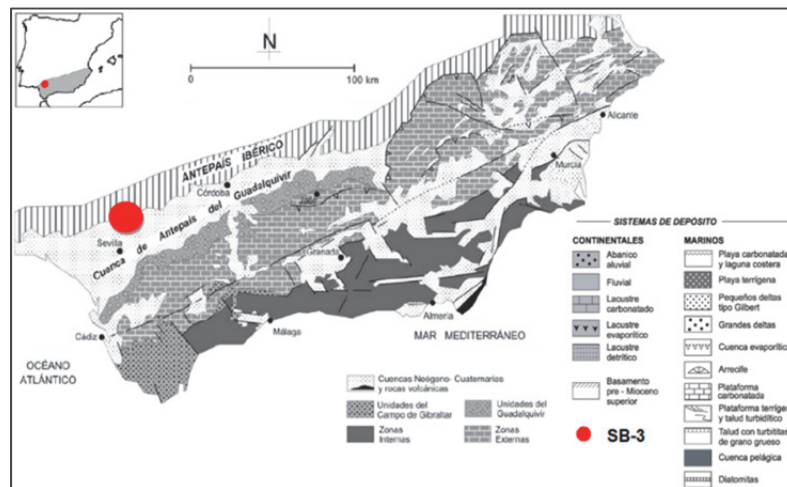 N
0
100 km
ANTEPAÍS IBÉRICO
Córdoba
Cuenca de Antepaís del Guadalquivir
Sevilla
Alicante
Murcia
Granada
Almería
Málaga
Cádiz
MAR MEDITERRÁNEO
OCÉANO
ATLÁNTICO
Cuencas Neógeno-Cuaternarios
y rocas volcánicas
Unidades del
Campo de Gibraltar
Unidades del
Guadalquivir
Zonas
Internas
Zonas
Externas
SISTEMAS DE DEPOSITO
CONTINENTALES
Abanico
aluvial
Fluvial
Lacustre
carbonatado
Lacustre
evaporítico
Lacustre
detrítico
Basamento
pre - Mioceno
superior
SB-3
MARINOS
Playa carbonatada
y laguna costera
Playa terrígena
Pequeños deltas
tipo Gilbert
Grandes deltas
Cuenca evaporítica
Arrecife
Plataforma
carbonatada
Plataforma terrígena
y talud turbidítico
Talud con turbititas
de grano grueso
Cuenca pelágica
Diatomitas